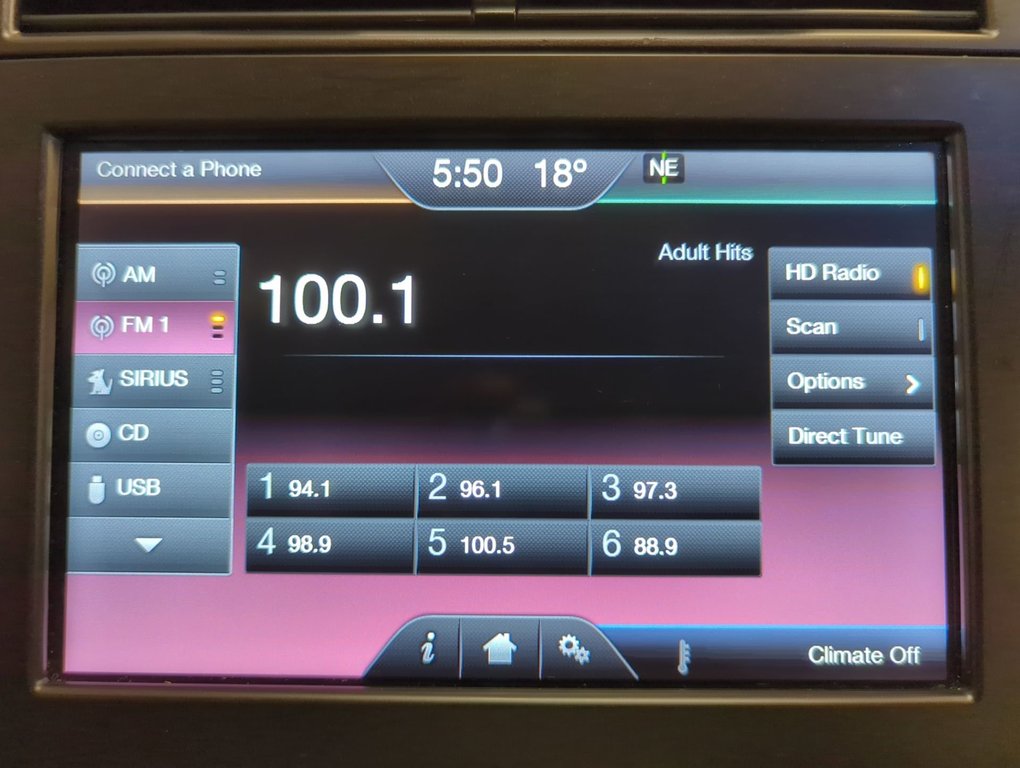 Connect a Phone
5:50 18°
NE
Adult Hits
100.1
AM
FM 1
SIRIUS
CD
USB
HD Radio
Scan
Options
Direct Tune
1 94.1 2 96.1 3 97.3
4 98.9 5 100.5 6 88.9
i
Climate Off